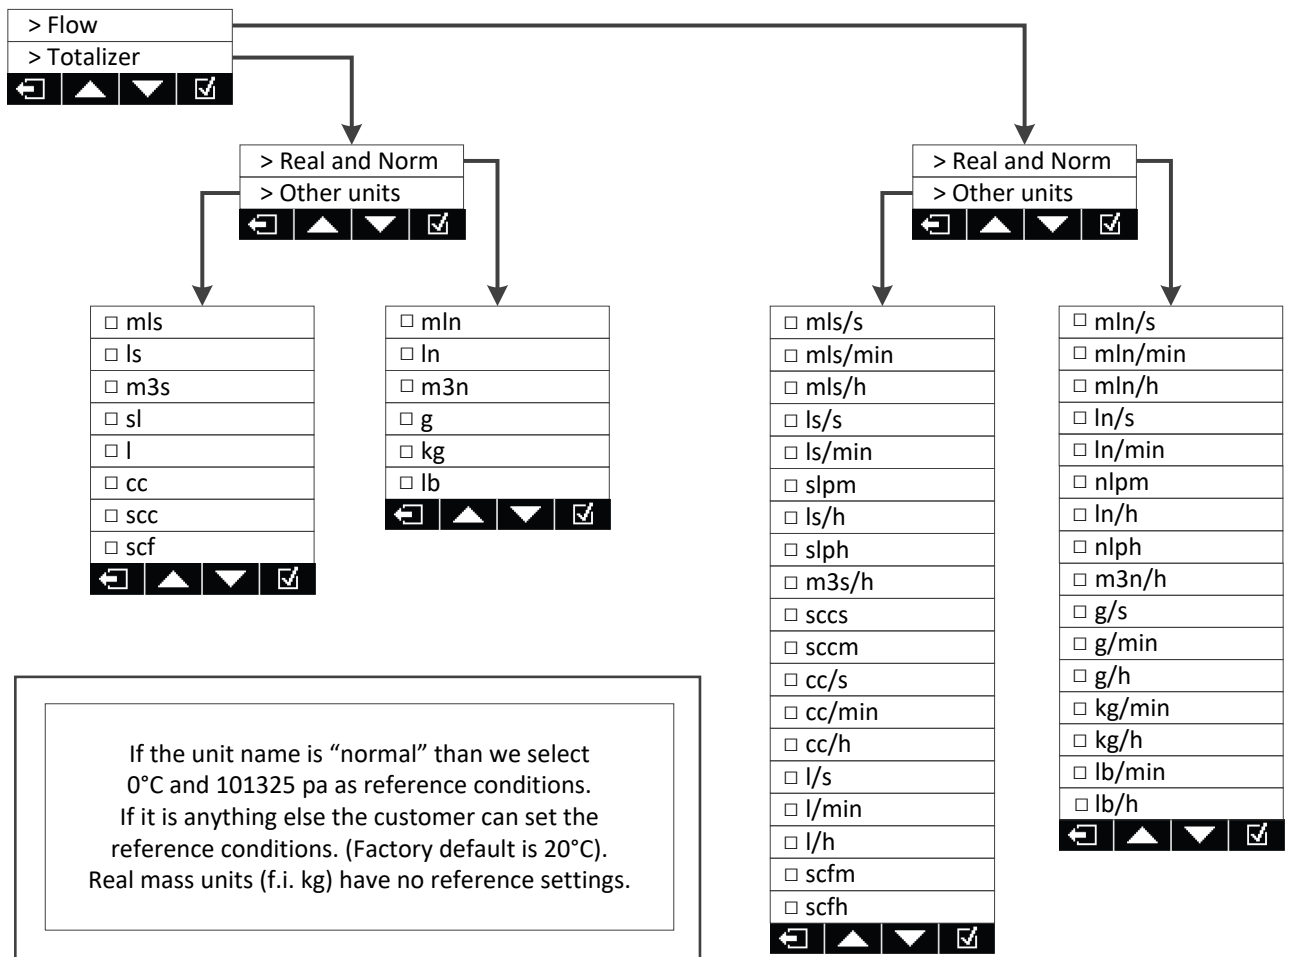 > Flow
> Totalizer
> Real and Norm
> Other units
> Real and Norm
> Other units
□ mls
□ ls
□ m3s
□ sl
□ l
□ cc
□ scc
□ scf
□ mln
□ ln
□ m3n
□ g
□ kg
□ lb
□ mls/s
□ mls/min
□ mls/h
□ ls/s
□ ls/min
□ slpm
□ ls/h
□ slph
□ m3s/h
□ sccs
□ sccm
□ cc/s
□ cc/min
□ cc/h
□ l/s
□ l/min
□ l/h
□ scfm
□ scfh
□ mln/s
□ mln/min
□ mln/h
□ ln/s
□ ln/min
□ nlpm
□ ln/h
□ nlph
□ m3n/h
□ g/s
□ g/min
□ g/h
□ kg/min
□ kg/h
□ lb/min
□ lb/h
If the unit name is “normal” than we select
0°C and 101325 pa as reference conditions.
If it is anything else the customer can set the
reference conditions. (Factory default is 20°C).
Real mass units (f.i. kg) have no reference settings.